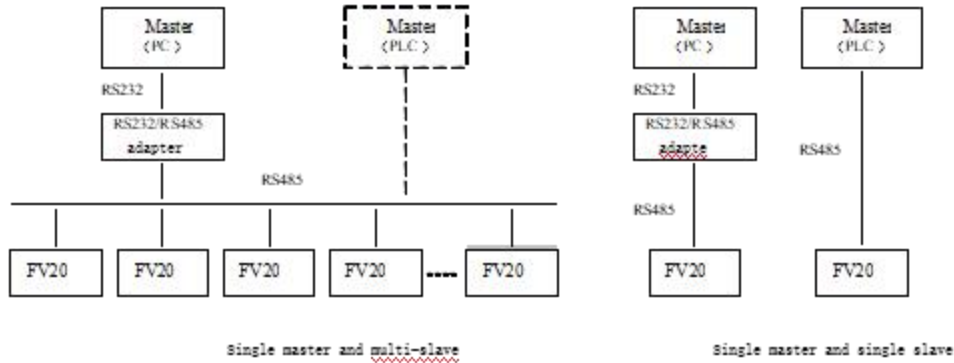 Master
(PC)
Master
(PLC)
RS232
RS232/RS485
adapter
RS485
FV20
FV20
FV20
FV20
FV20
Single master and multi-slave
Master
(PC)
Master
(PLC)
RS232
RS232/RS485
adapte
RS485
RS485
FV20
FV20
Single master and single slave